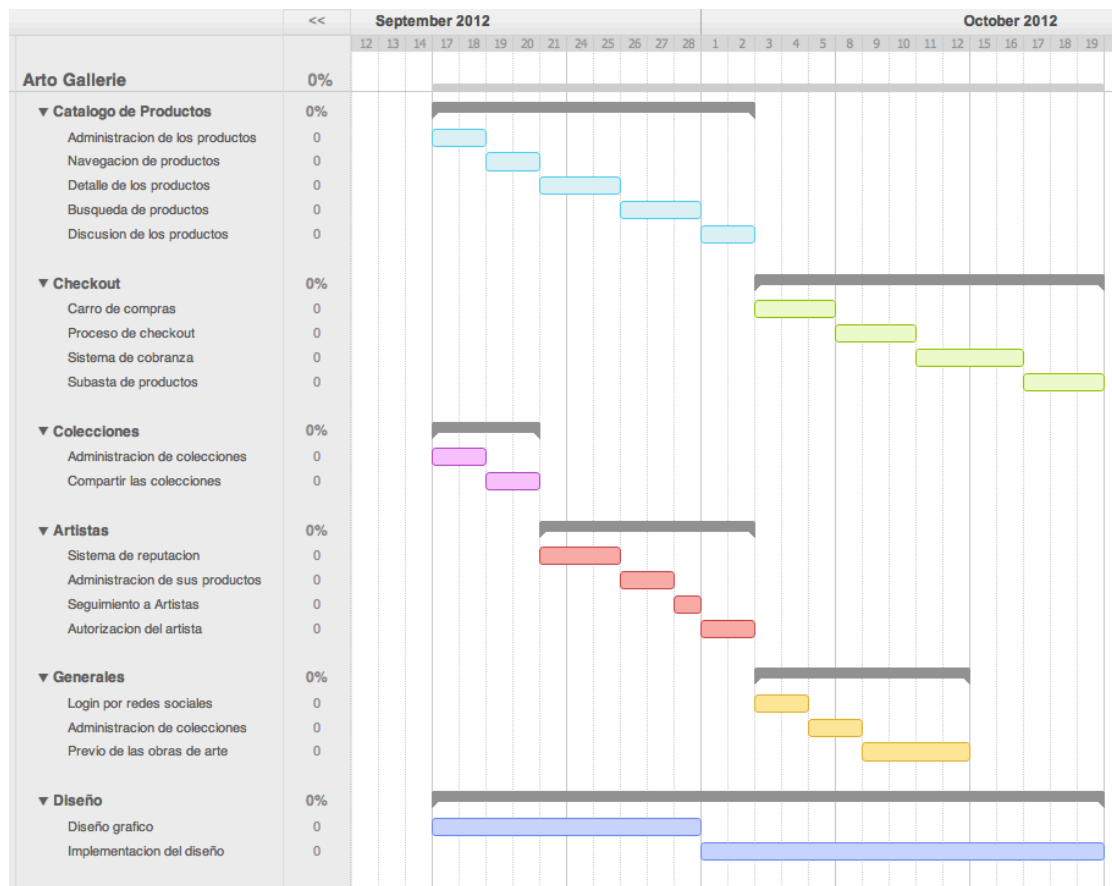 << September 2012 October 2012
12 13 14 17 18 19 20 21 24 25 26 27 28 1 2 3 4 5 8 9 10 11 12 15 16 17 18 19
Arto Gallerie 0%
▼ Catalogo de Productos 0%
Administracion de los productos 0
Navegacion de productos 0
Detalle de los productos 0
Busqueda de productos 0
Discusion de los productos 0
▼ Checkout 0%
Carro de compras 0
Proceso de checkout 0
Sistema de cobranza 0
Subasta de productos 0
▼ Colecciones 0%
Administracion de colecciones 0
Compartir las colecciones 0
▼ Artistas 0%
Sistema de reputacion 0
Administracion de sus productos 0
Seguimiento a Artistas 0
Autorizacion del artista 0
▼ Generales 0%
Login por redes sociales 0
Administracion de colecciones 0
Previo de las obras de arte 0
▼ Diseño 0%
Diseño grafico 0
Implementacion del diseño 0